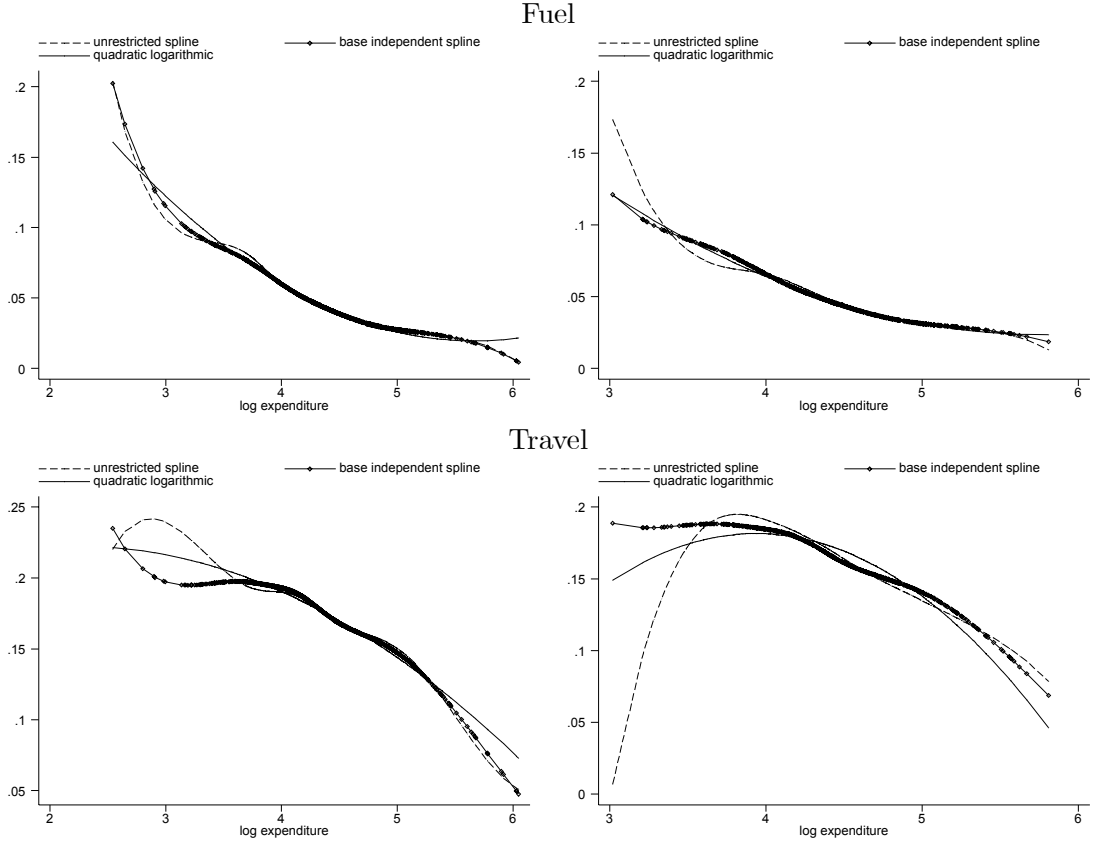 Fuel
unrestricted spline base independent spline
quadratic logarithmic
.2
.15
.1
.05
0
2 3 4 5 6
log expenditure
unrestricted spline base independent spline
quadratic logarithmic
.2
.15
.1
.05
0
3 4 5 6
log expenditure
Travel
unrestricted spline base independent spline
quadratic logarithmic
.25
.2
.15
.1
.05
2 3 4 5 6
log expenditure
unrestricted spline base independent spline
quadratic logarithmic
.2
.15
.1
.05
0
3 4 5 6
log expenditure